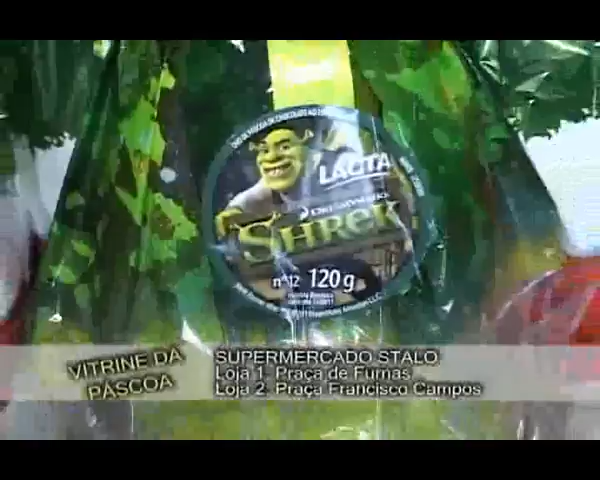 LACTA
DREAMWORKS
SHREK
nº12 120g
VITRINE DA
PÁSCOA
SUPERMERCADO STALO
Loja 1. Praça de Furnas
Loja 2. Praça Francisco Campos